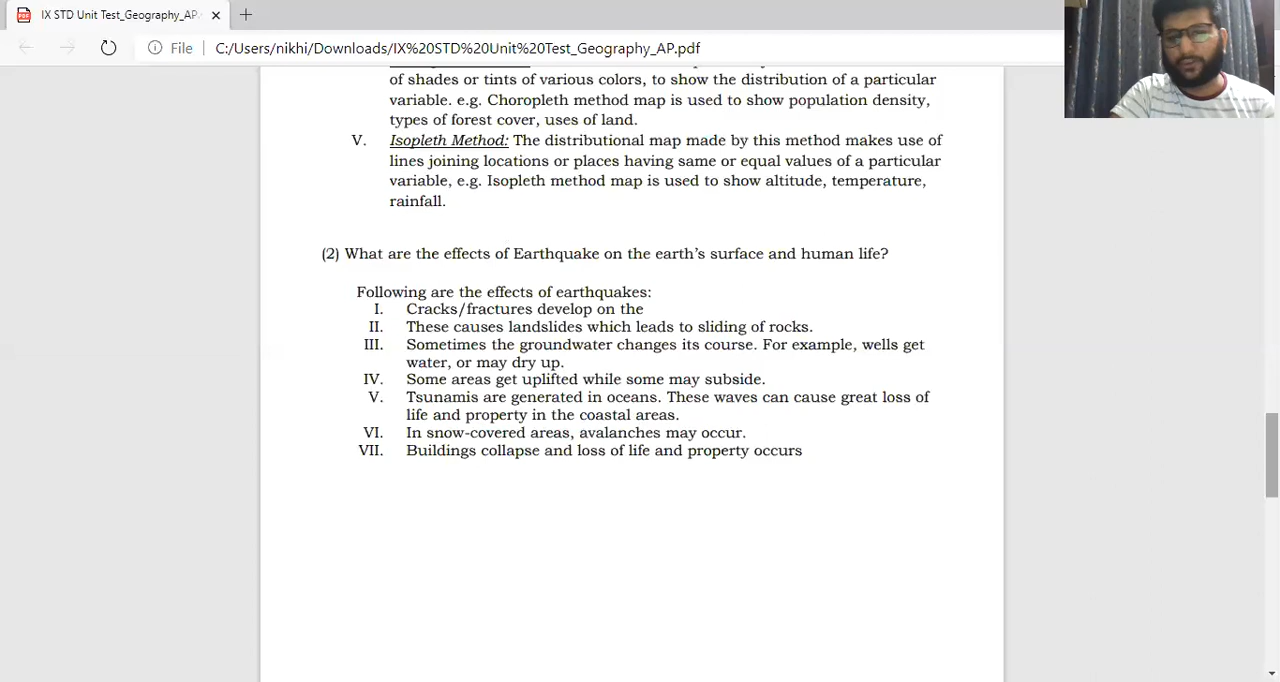 IX STD Unit Test_Geography_AP.
File
C:/Users/nikhi/Downloads/IX%20STD%20Unit%20Test_Geography_AP.pdf
of shades or tints of various colors, to show the distribution of a particular
variable. e.g. Choropleth method map is used to show population density,
types of forest cover, uses of land.
V. Isopleth Method: The distributional map made by this method makes use of
lines joining locations or places having same or equal values of a particular
variable, e.g. Isopleth method map is used to show altitude, temperature,
rainfall.
(2) What are the effects of Earthquake on the earth’s surface and human life?
Following are the effects of earthquakes:
I. Cracks/fractures develop on the
II. These causes landslides which leads to sliding of rocks.
III. Sometimes the groundwater changes its course. For example, wells get
water, or may dry up.
IV. Some areas get uplifted while some may subside.
V. Tsunamis are generated in oceans. These waves can cause great loss of
life and property in the coastal areas.
VI. In snow-covered areas, avalanches may occur.
VII. Buildings collapse and loss of life and property occurs